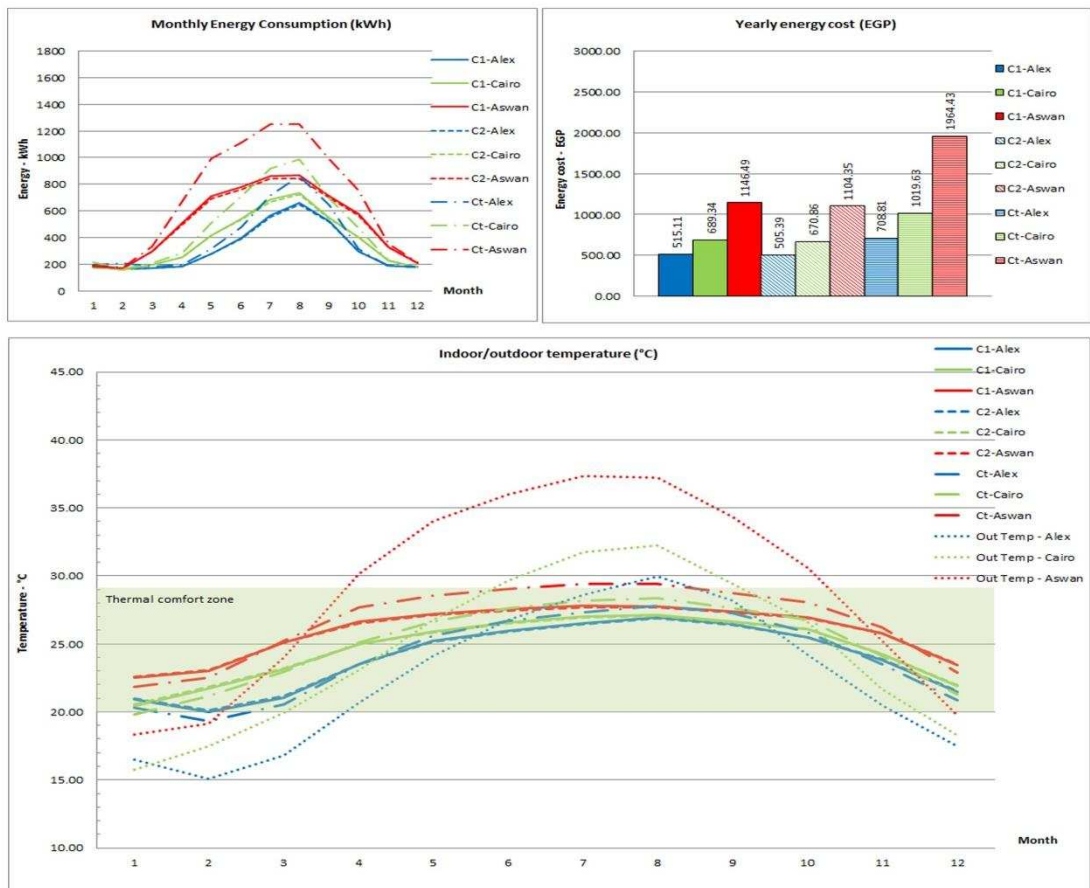 Monthly Energy Consumption (kWh)
Energy - kWh
1800
1600
1400
1200
1000
800
600
400
200
0
1 2 3 4 5 6 7 8 9 10 11 12
Month
C1-Alex
C1-Cairo
C1-Aswan
C2-Alex
C2-Cairo
C2-Aswan
Ct-Alex
Ct-Cairo
Ct-Aswan
Yearly energy cost (EGP)
Energy cost - EGP
3000.00
2500.00
2000.00
1500.00
1000.00
500.00
0.00
515.11
689.34
1146.49
505.39
670.86
1104.35
708.81
1019.63
1964.43
C1-Alex
C1-Cairo
C1-Aswan
C2-Alex
C2-Cairo
C2-Aswan
Ct-Alex
Ct-Cairo
Ct-Aswan
Indoor/outdoor temperature (°C)
Temperature - °C
45.00
40.00
35.00
30.00
25.00
20.00
15.00
10.00
Thermal comfort zone
1 2 3 4 5 6 7 8 9 10 11 12
Month
C1-Alex
C1-Cairo
C1-Aswan
C2-Alex
C2-Cairo
C2-Aswan
Ct-Alex
Ct-Cairo
Ct-Aswan
Out Temp - Alex
Out Temp - Cairo
Out Temp - Aswan